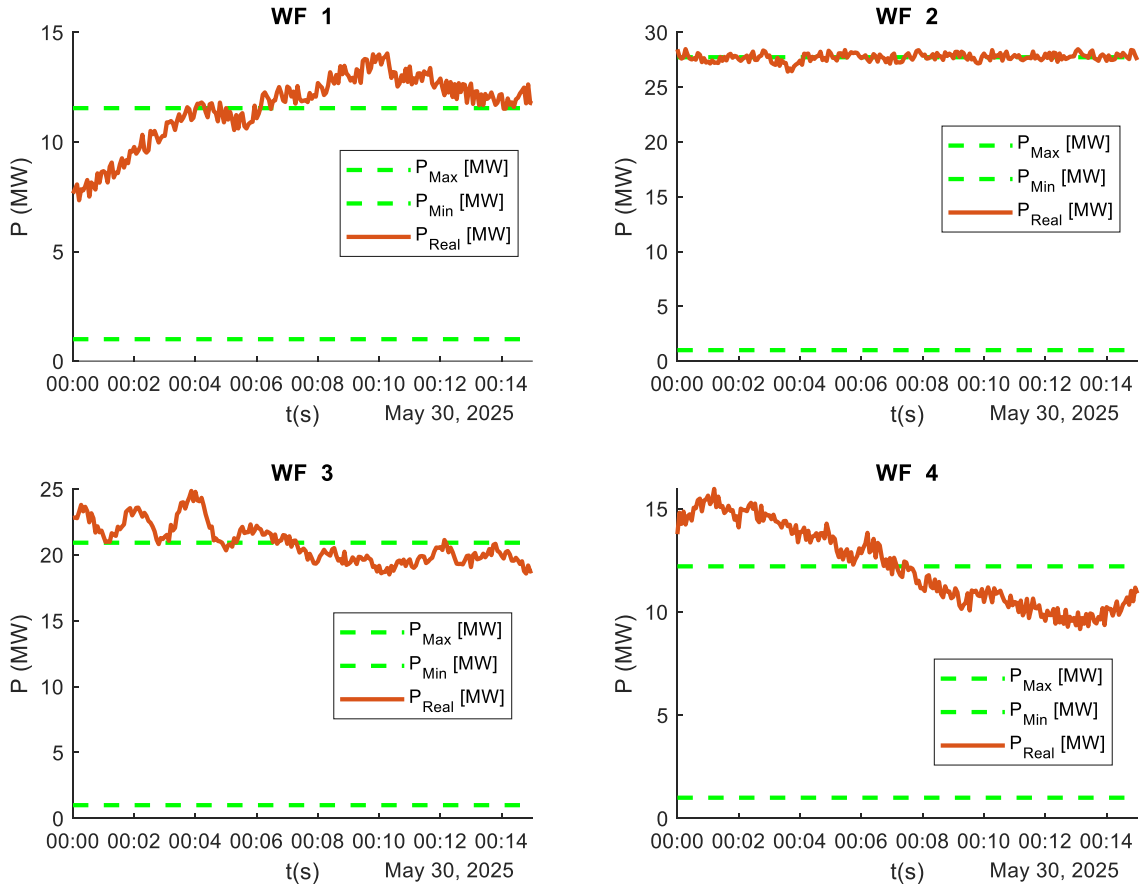 WF 1
15
10
5
0
P (MW)
P_Max [MW]
P_Min [MW]
P_Real [MW]
00:00 00:02 00:04 00:06 00:08 00:10 00:12 00:14
t(s)
May 30, 2025
WF 2
30
25
20
15
10
5
0
P (MW)
P_Max [MW]
P_Min [MW]
P_Real [MW]
00:00 00:02 00:04 00:06 00:08 00:10 00:12 00:14
t(s)
May 30, 2025
WF 3
25
20
15
10
5
0
P (MW)
P_Max [MW]
P_Min [MW]
P_Real [MW]
00:00 00:02 00:04 00:06 00:08 00:10 00:12 00:14
t(s)
May 30, 2025
WF 4
15
10
5
0
P (MW)
P_Max [MW]
P_Min [MW]
P_Real [MW]
00:00 00:02 00:04 00:06 00:08 00:10 00:12 00:14
t(s)
May 30, 2025